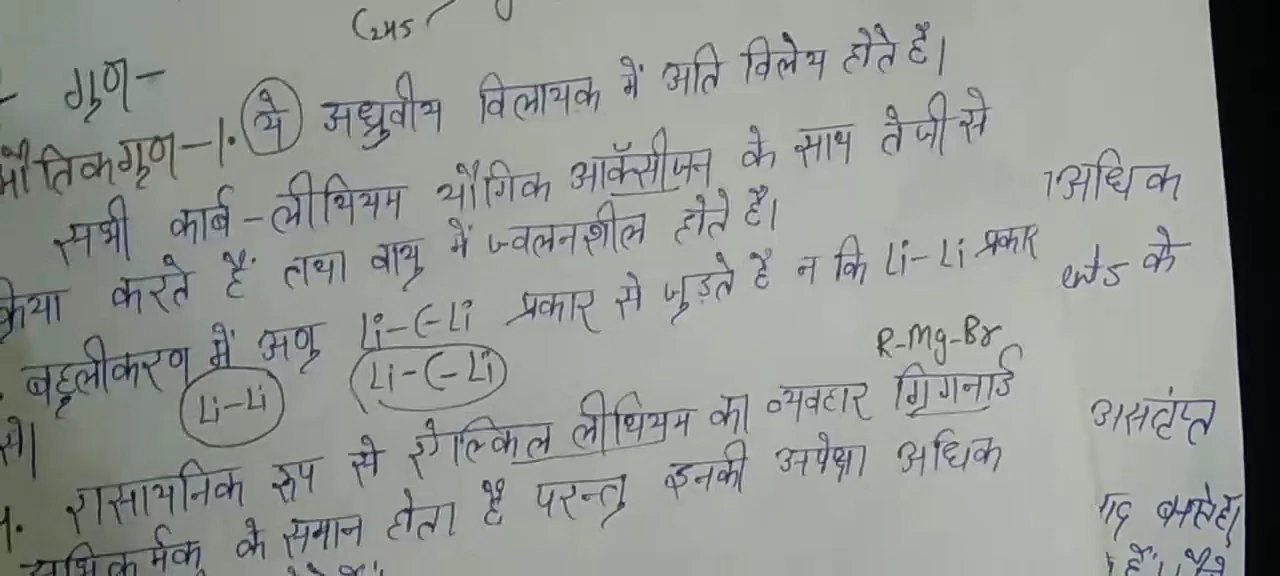 C2H5
गुण-
भौतिकगुण-1. ये अध्रुवीय विलायक में अति विलेय होते है।
सभी कार्ब-लीथियम यौगिक ऑक्सीजन के साथ तेजी से
क्रिया करते है तथा वायु में ज्वलनशील होते है।
बहुलीकरण में अणु Li-C-Li प्रकार से जुड़ते है न कि Li-Li प्रकार
Li-Li Li-C-Li
से।
R-Mg-Br
रासायनिक रूप से ऐल्किल लीथियम का व्यवहार ग्रिगनार्ड
अभिकर्मक के समान होता है परन्तु इनकी अपेक्षा अधिक
अधिक
ents के
असतृंप्त